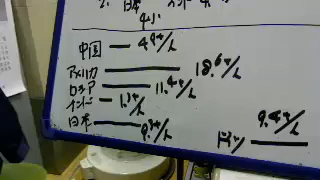 中国 4.9t/人
アメリカ 18.6t/人
ロシア 11.4t/人
インド 1.3t/人
日本 9.7t/人
ドイツ 9.4t/人